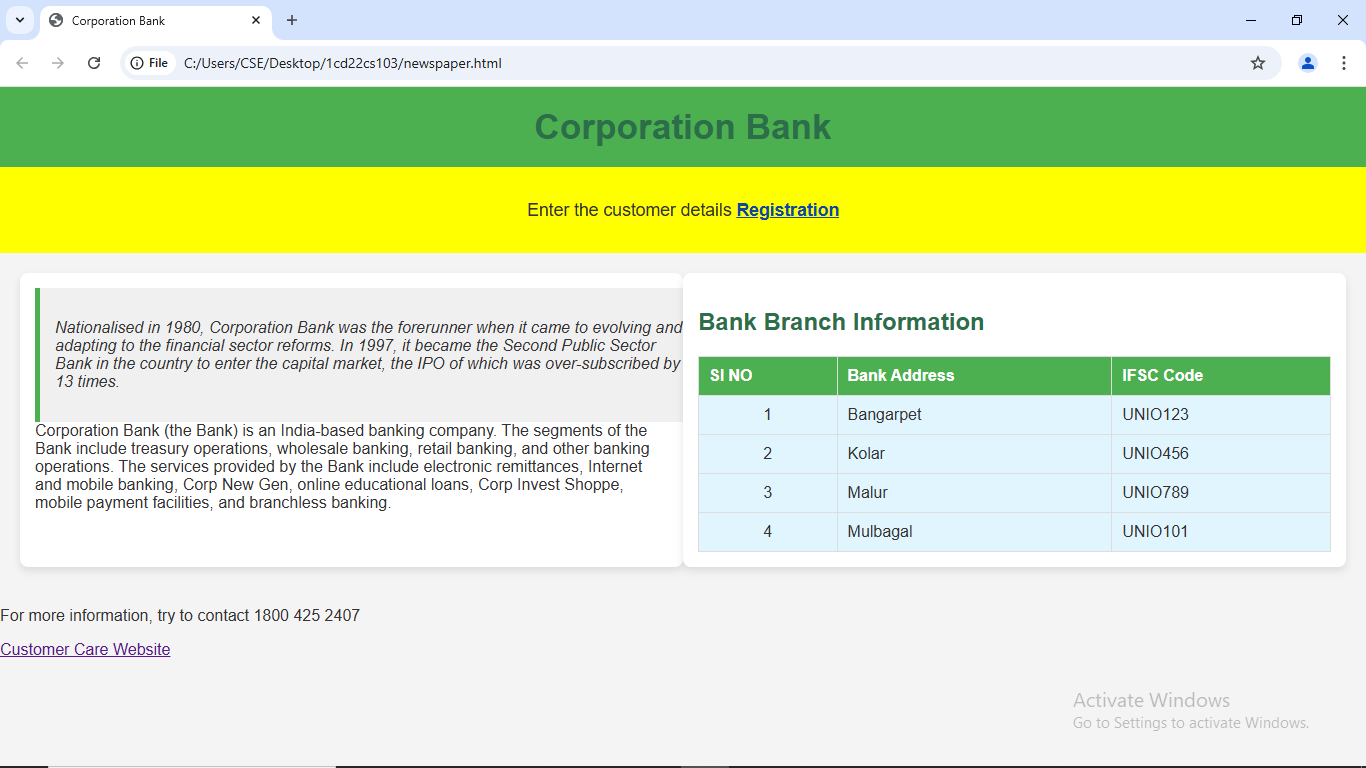 Corporation Bank
File C:/Users/CSE/Desktop/1cd22cs103/newspaper.html
Corporation Bank
Enter the customer details Registration
Nationalised in 1980, Corporation Bank was the forerunner when it came to evolving and
adapting to the financial sector reforms. In 1997, it became the Second Public Sector
Bank in the country to enter the capital market, the IPO of which was over-subscribed by
13 times.
Corporation Bank (the Bank) is an India-based banking company. The segments of the
Bank include treasury operations, wholesale banking, retail banking, and other banking
operations. The services provided by the Bank include electronic remittances, Internet
and mobile banking, Corp New Gen, online educational loans, Corp Invest Shoppe,
mobile payment facilities, and branchless banking.
Bank Branch Information
SI NO Bank Address IFSC Code
1 Bangarpet UNIO123
2 Kolar UNIO456
3 Malur UNIO789
4 Mulbagal UNIO101
For more information, try to contact 1800 425 2407
Customer Care Website
Activate Windows
Go to Settings to activate Windows.